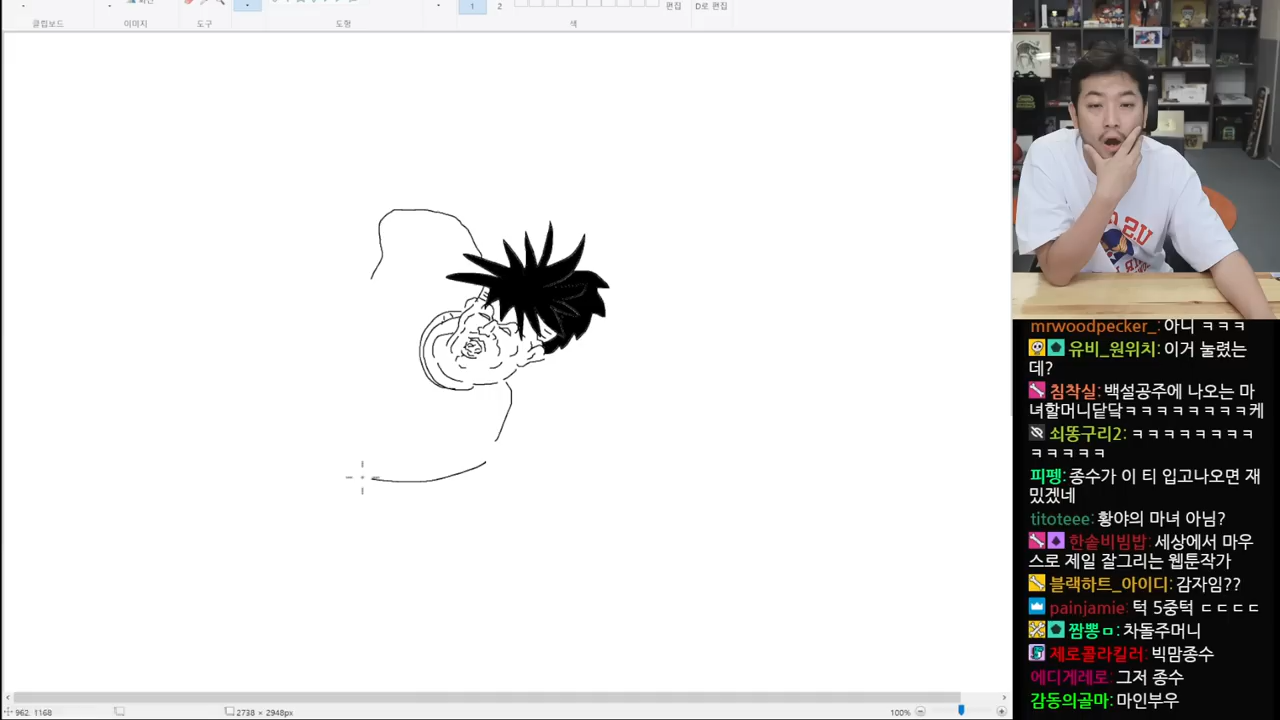 편집
D로 편집
클립보드
이미지
도구
도형
색
1
2
mrwoodpecker_: 아니 ㅋㅋㅋ
유비_원위치: 이거 눌렸는
데?
침착실: 백설공주에 나오는 마
녀할머니닫닥ㅋㅋㅋㅋㅋㅋㅋㅋ케
쇠똥구리2: ㅋㅋㅋㅋㅋㅋㅋㅋ
ㅋㅋㅋㅋㅋ
피펭: 종수가 이 티 입고나오면 재
밌겠네
titoteee: 황야의 마녀 아님?
한솥비빔밥: 세상에서 마우
스로 제일 잘그리는 웹툰작가
블랙하트_아이디: 감자임??
painjamie: 턱 5중턱 ㄷㄷㄷㄷ
짬뽕ㅁ: 차돌주머니
제로콜라킬러: 빅맘종수
에디게레로: 그저 종수
감동의골마: 마인부우
962, 1168
2738 × 2948px
100%